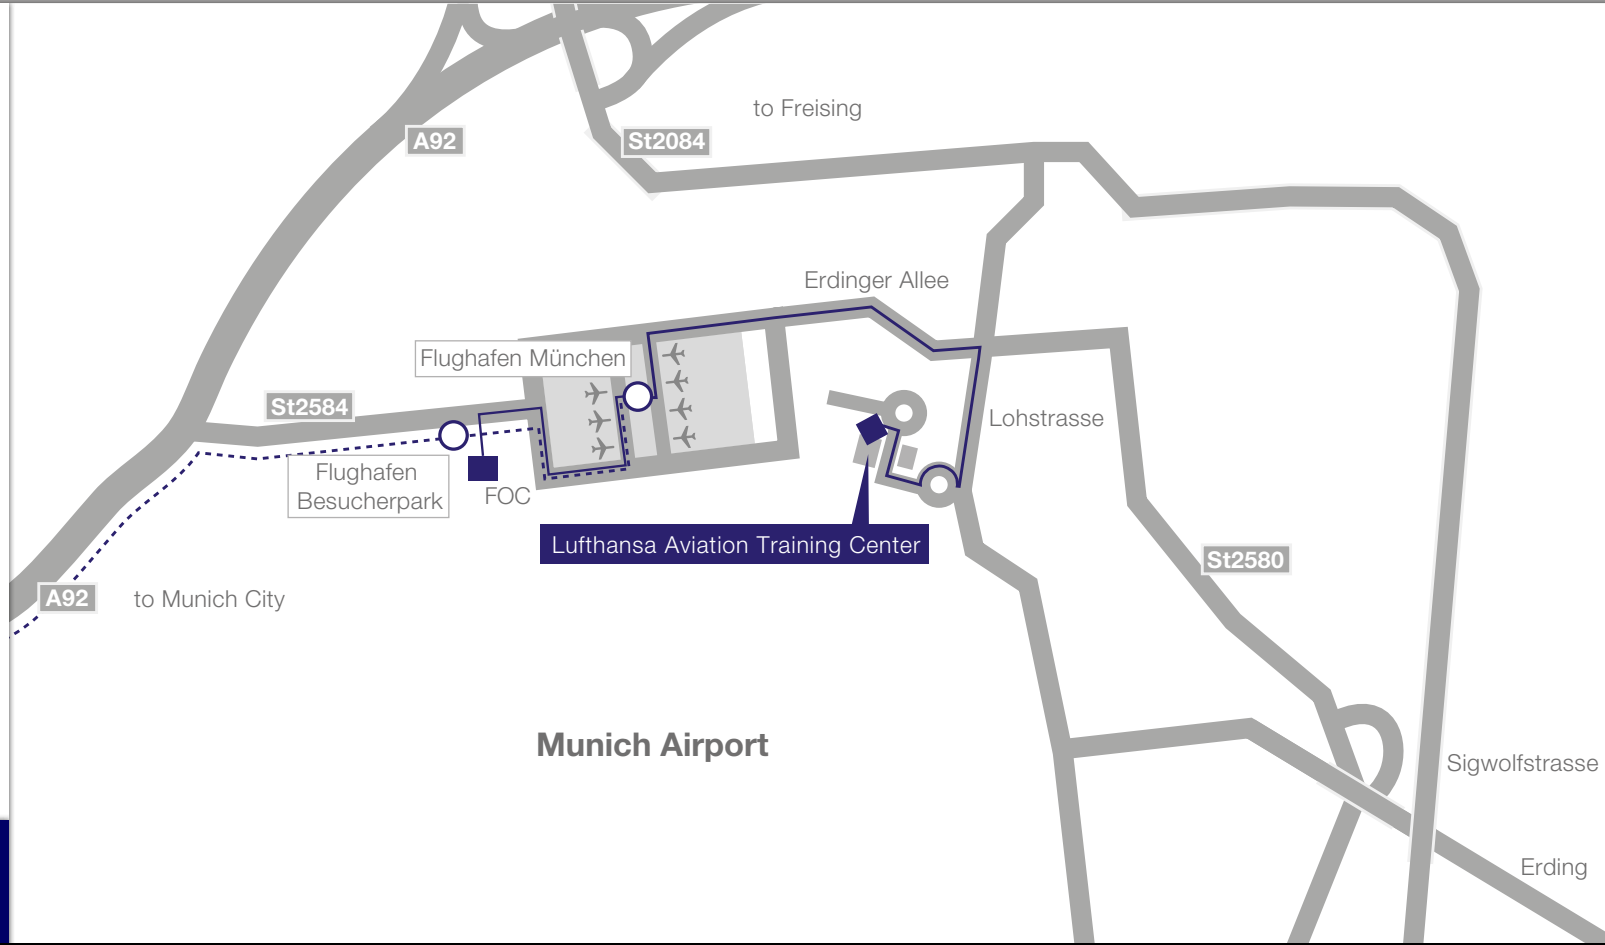 to Freising
A92
St2084
Erdinger Allee
Flughafen München
St2584
Lohstrasse
Flughafen
Besucherpark
FOC
Lufthansa Aviation Training Center
St2580
A92
to Munich City
Munich Airport
Sigwolfstrasse
Erding